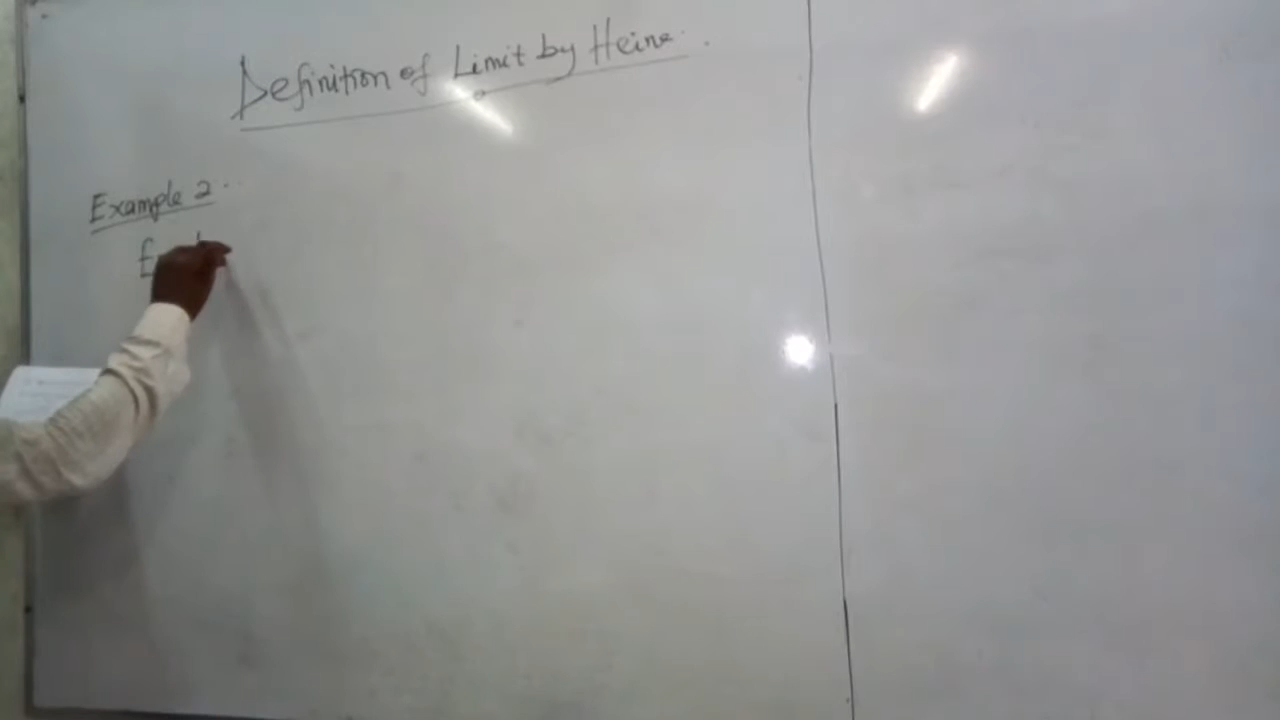 Definition of Limit by Heine.
Example 2.